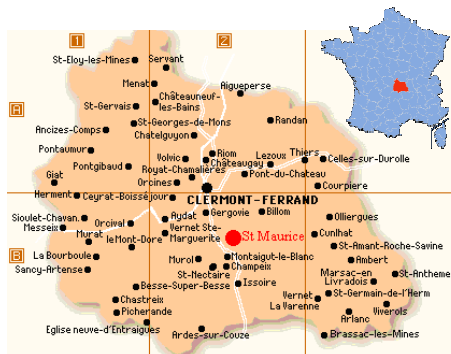 1
2
St-Eloy-les-Mines
Servant
Menat
Aigueperse
Châteauneuf-
les-Bains
A
St-Gervais
St-Georges-de-Mons
Randan
Ancizes-Comps
Chatelguyon
Pontaumur
Volvic
Riom
Lezoux
Thiers
Celles-sur-Durolle
Pontgibaud
Châteaugay
Royat-Chamalières
Pont-du-Chateau
Giat
Orcines
Courpiere
Herment
Ceyrat-Boisséjour
CLERMONT-FERRAND
Sioulet-Chavan.
Aydat
Gergovie
Billom
Olliergues
Messeix
Orcival
Vernet Ste-
Marguerite
St Maurice
Cunlhat
Murat
le Mont-Dore
St-Amant-Roche-Savine
B
La Bourboule
Murol
Montaigut-le-Blanc
Ambert
Sancy-Artense
St-Nectaire
Champeix
Marsac-en
Livradois
St-Antheme
Besse-Super-Besse
Issoire
Chastreix
Vernet
La Varenne
St-Germain-de-l'Herm
Picherande
Viverols
Arlanc
Eglise neuve-d'Entraigues
Ardes-sur-Couze
Brassac-les-Mines